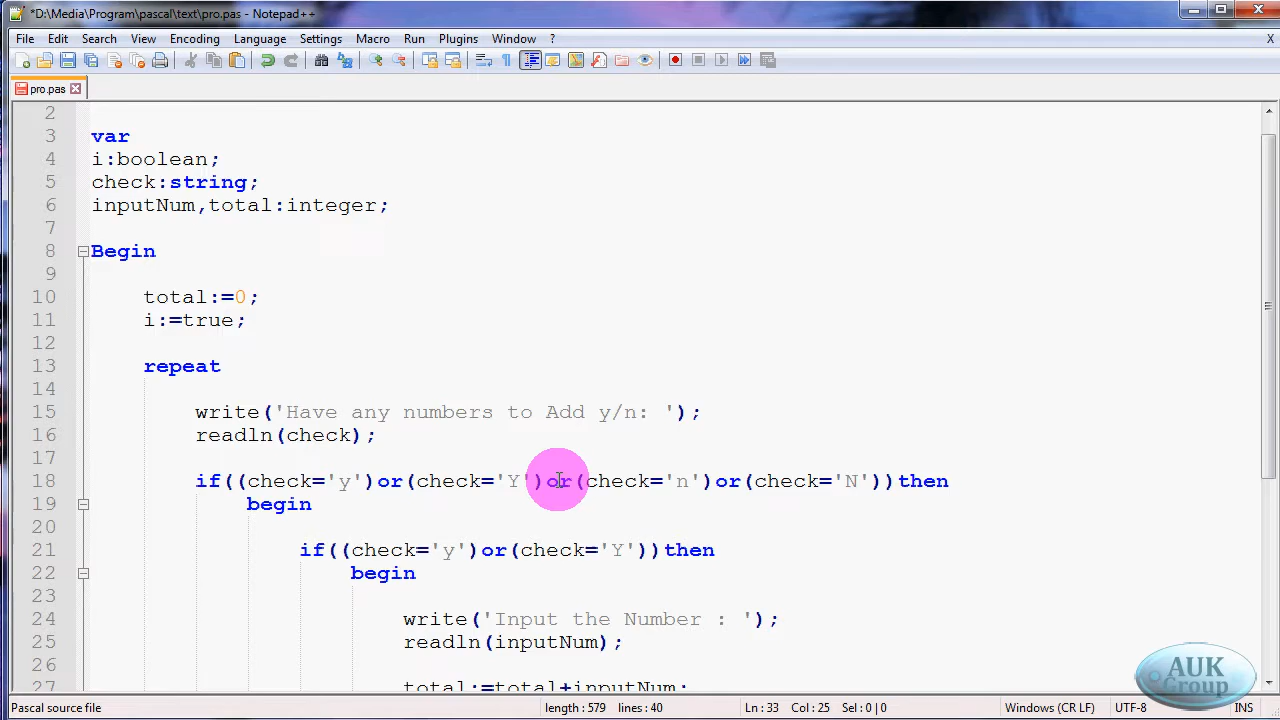 *D:\Media\Program\pascal\text\pro.pas - Notepad++
File Edit Search View Encoding Language Settings Macro Run Plugins Window ? X
pro.pas
2
3 var
4 i:boolean;
5 check:string;
6 inputNum,total:integer;
7
8 Begin
9
10 total:=0;
11 i:=true;
12
13 repeat
14
15 write('Have any numbers to Add y/n: ');
16 readln(check);
17
18 if((check='y')or(check='Y')or(check='n')or(check='N'))then
19 begin
20
21 if((check='y')or(check='Y'))then
22 begin
23
24 write('Input the Number : ');
25 readln(inputNum);
26
27 total:=total+inputNum;
AUK
Group
Pascal source file length : 579 lines : 40 Ln : 33 Col : 25 Sel : 0 | 0 Windows (CR LF) UTF-8 INS